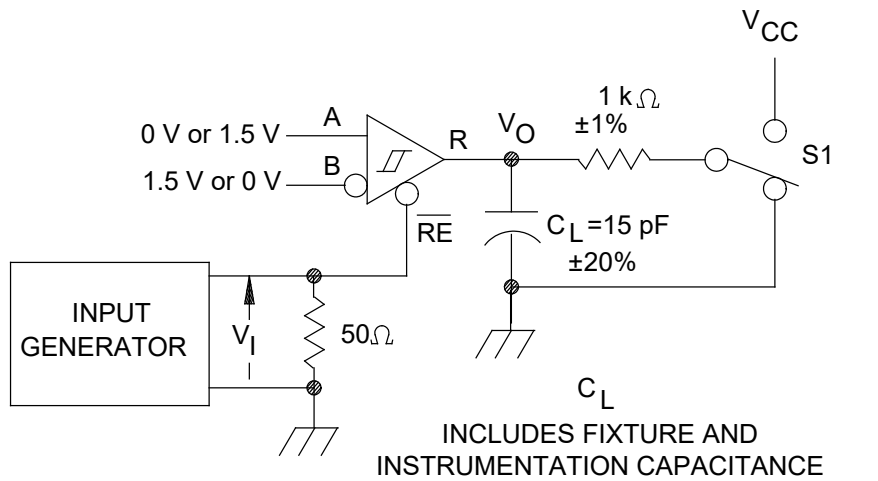 V_CC
1 kΩ
±1%
0 V or 1.5 V
A
R
V_O
S1
1.5 V or 0 V
B
R̅E̅
C_L=15 pF
±20%
INPUT
GENERATOR
V_I
50Ω
C_L
INCLUDES FIXTURE AND
INSTRUMENTATION CAPACITANCE